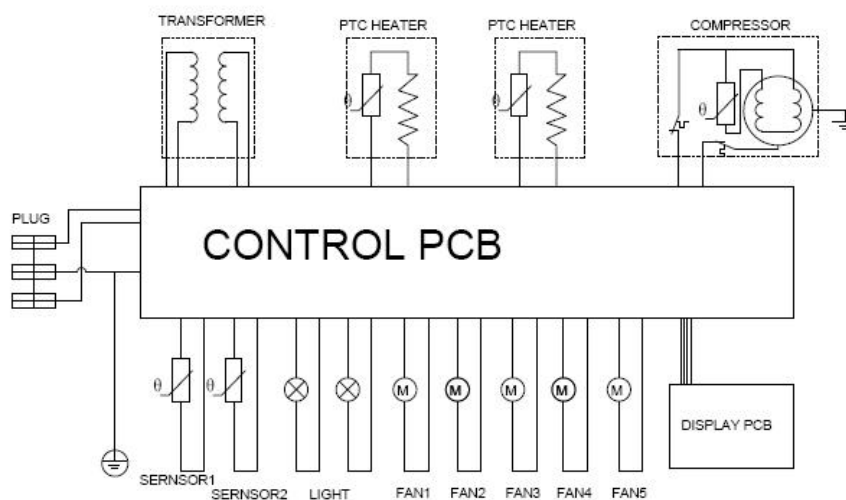 TRANSFORMER PTC HEATER PTC HEATER COMPRESSOR
θ θ θ
PLUG
CONTROL PCB
θ θ M M M M M
DISPLAY PCB
SERNSOR1 SERNSOR2 LIGHT FAN1 FAN2 FAN3 FAN4 FAN5